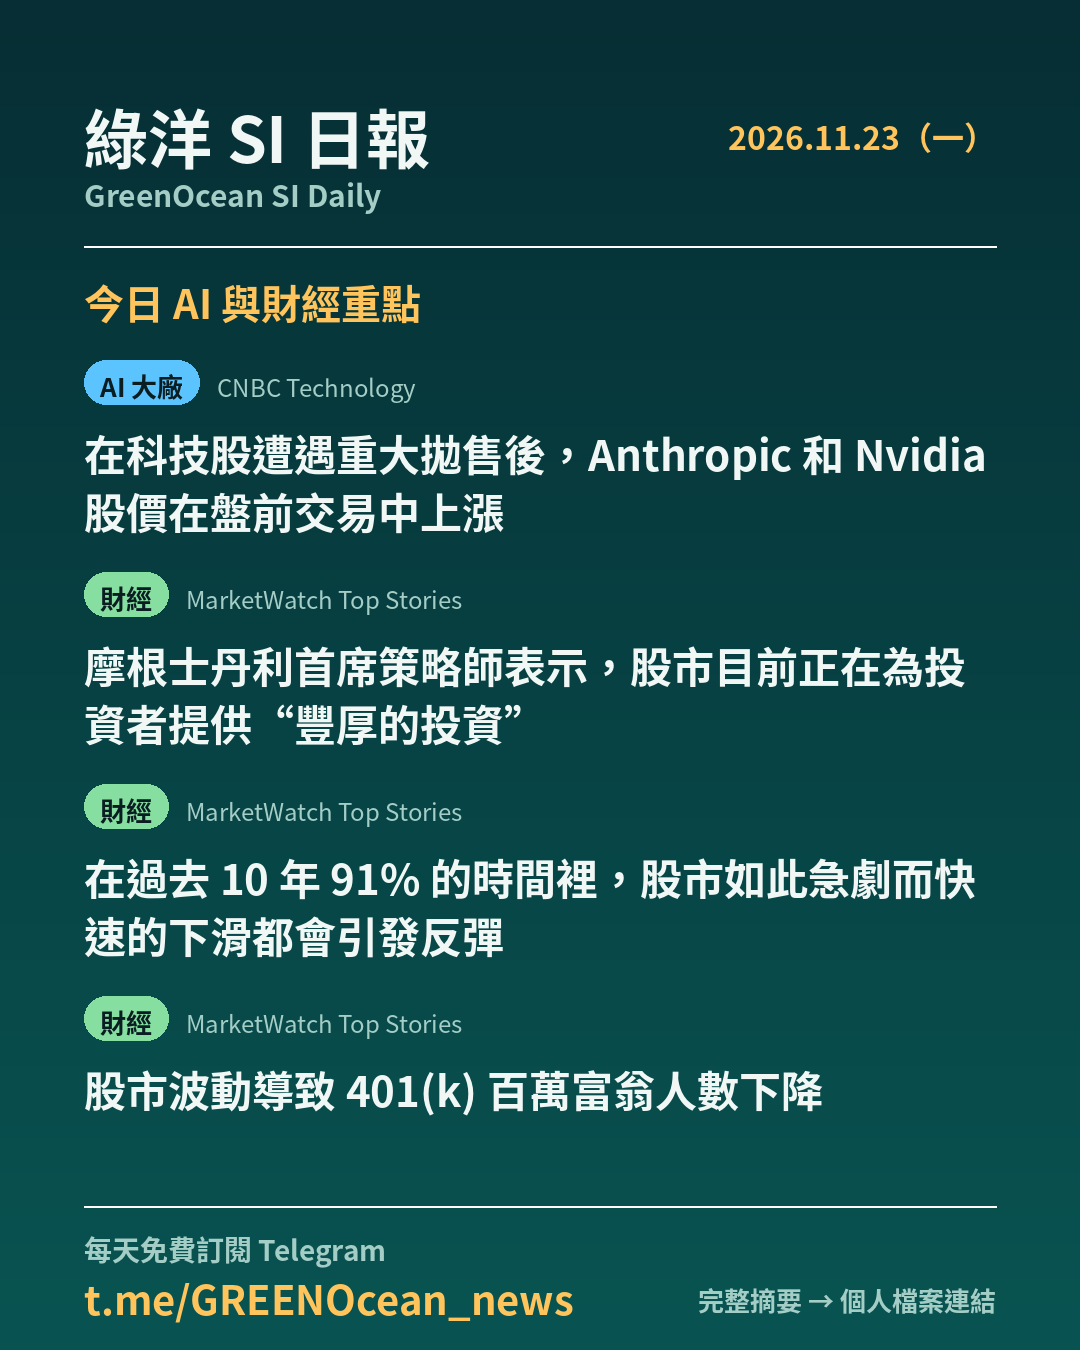 綠洋 SI 日報
2026.11.23（一）
GreenOcean SI Daily
今日 AI 與財經重點
AI 大廠 CNBC Technology
在科技股遭遇重大拋售後，Anthropic 和 Nvidia
股價在盤前交易中上漲
財經 MarketWatch Top Stories
摩根士丹利首席策略師表示，股市目前正在為投
資者提供“豐厚的投資”
財經 MarketWatch Top Stories
在過去 10 年 91% 的時間裡，股市如此急劇而快
速的下滑都會引發反彈
財經 MarketWatch Top Stories
股市波動導致 401(k) 百萬富翁人數下降
每天免費訂閱 Telegram
t.me/GREENOcean_news
完整摘要 → 個人檔案連結